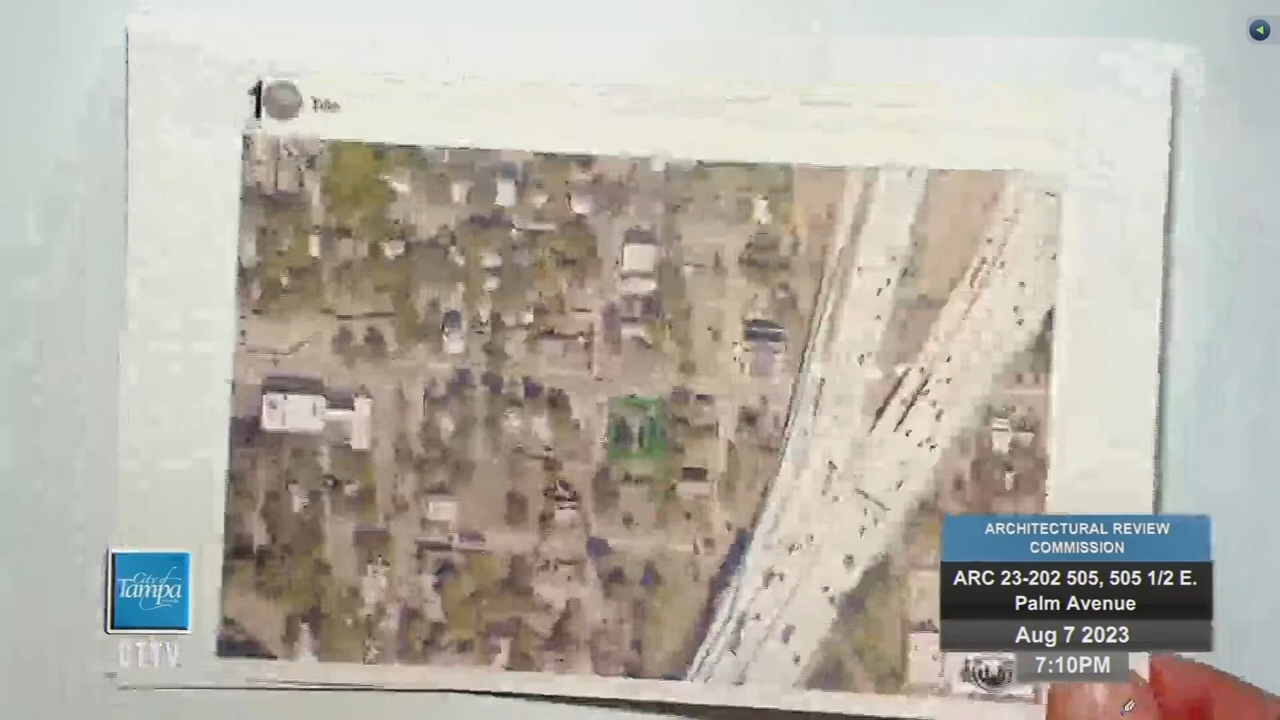 1 Title
ARCHITECTURAL REVIEW
COMMISSION
ARC 23-202 505, 505 1/2 E.
Palm Avenue
Aug 7 2023
7:10PM
City of
Tampa
CTTV